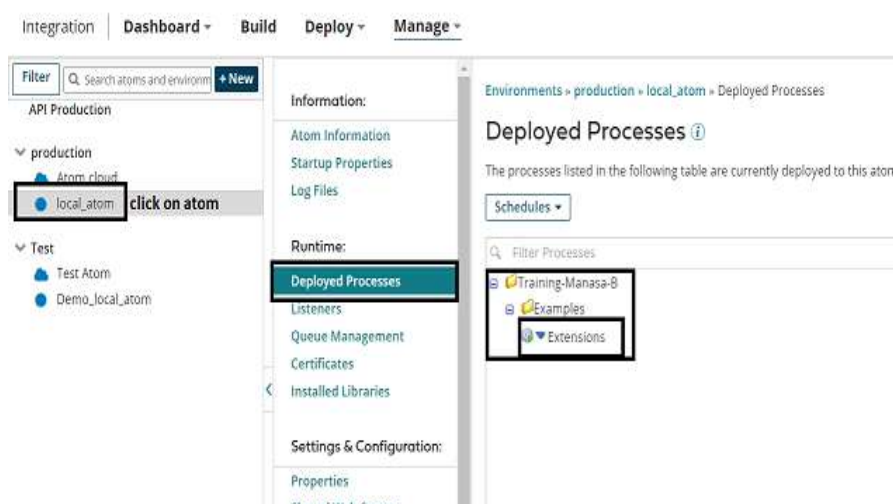 Integration Dashboard Build Deploy Manage
Filter Search atoms and environm + New
API Production
production
Atom cloud
local_atom click on atom
Test
Test Atom
Demo_local_atom
Information:
Atom Information
Startup Properties
Log Files
Runtime:
Deployed Processes
Listeners
Queue Management
Certificates
Installed Libraries
Settings & Configuration:
Properties
Environments » production » local_atom » Deployed Processes
Deployed Processes
The processes listed in the following table are currently deployed to this atom
Schedules
Filter Processes
Training-Manasa-B
Examples
Extensions